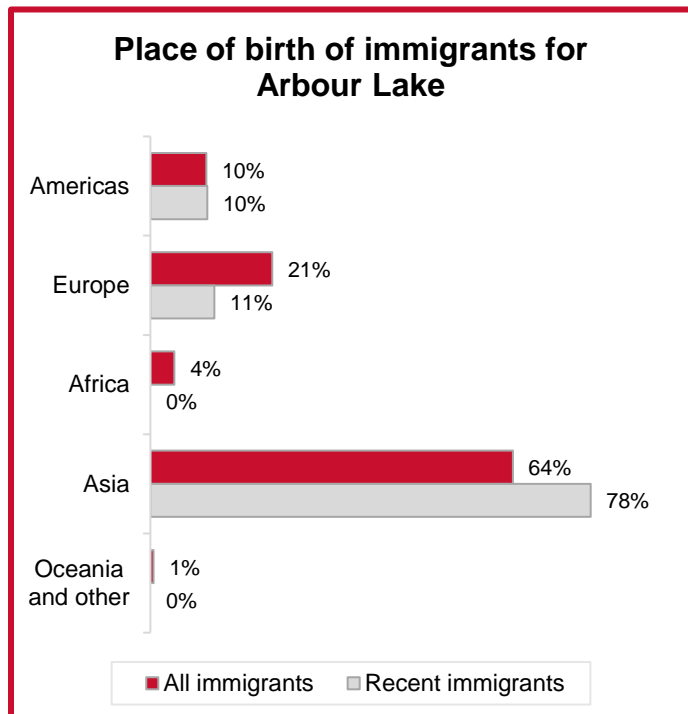 Place of birth of immigrants for
Arbour Lake
Americas
10%
10%
Europe
21%
11%
Africa
4%
0%
Asia
64%
78%
Oceania
and other
1%
0%
All immigrants
Recent immigrants